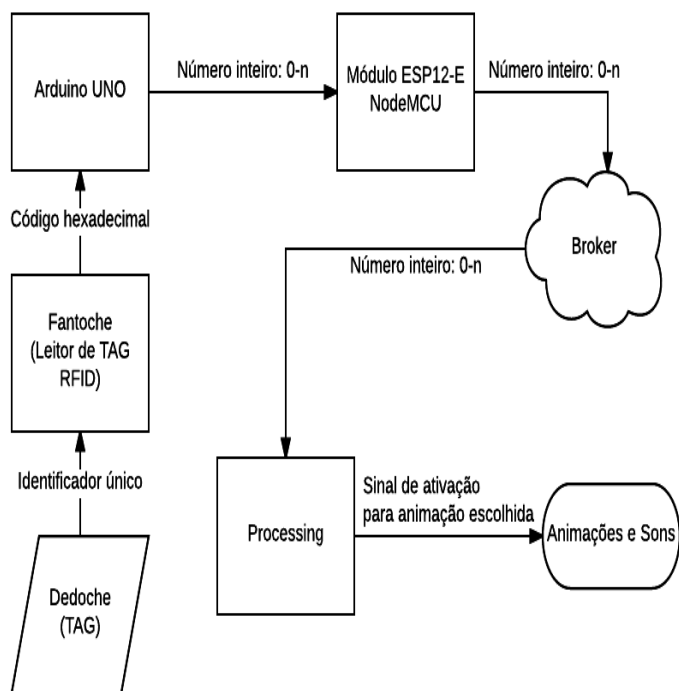 Arduino UNO
Número inteiro: 0-n
Módulo ESP12-E
NodeMCU
Número inteiro: 0-n
Código hexadecimal
Broker
Número inteiro: 0-n
Fantoche
(Leitor de TAG
RFID)
Identificador único
Sinal de ativação
para animação escolhida
Processing
Animações e Sons
Dedoche
(TAG)